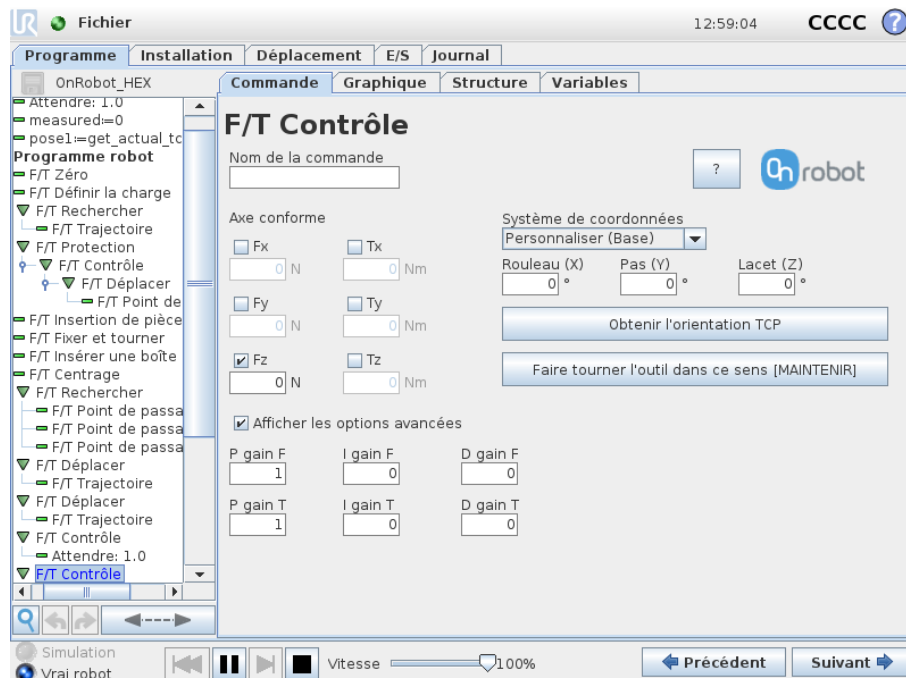 Fichier
12:59:04
CCCC
?
Programme Installation Déplacement E/S Journal
OnRobot_HEX
Commande Graphique Structure Variables
Attendre: 1.0
measured:=0
pose1:=get_actual_tc
Programme robot
F/T Zéro
F/T Définir la charge
F/T Rechercher
F/T Trajectoire
F/T Protection
F/T Contrôle
F/T Déplacer
F/T Point de
F/T Insertion de pièce
F/T Fixer et tourner
F/T Insérer une boîte
F/T Centrage
F/T Rechercher
F/T Point de passa
F/T Point de passa
F/T Point de passa
F/T Déplacer
F/T Trajectoire
F/T Déplacer
F/T Trajectoire
F/T Contrôle
Attendre: 1.0
F/T Contrôle
F/T Contrôle
Nom de la commande
?
On robot
Axe conforme
Fx Tx
0 N 0 Nm
Fy Ty
0 N 0 Nm
Fz Tz
0 N 0 Nm
Système de coordonnées
Personnaliser (Base)
Rouleau (X) Pas (Y) Lacet (Z)
0 ° 0 ° 0 °
Obtenir l'orientation TCP
Faire tourner l'outil dans ce sens [MAINTENIR]
Afficher les options avancées
P gain F I gain F D gain F
1 0 0
P gain T I gain T D gain T
1 0 0
Simulation
Vrai robot
Vitesse 100%
Précédent Suivant